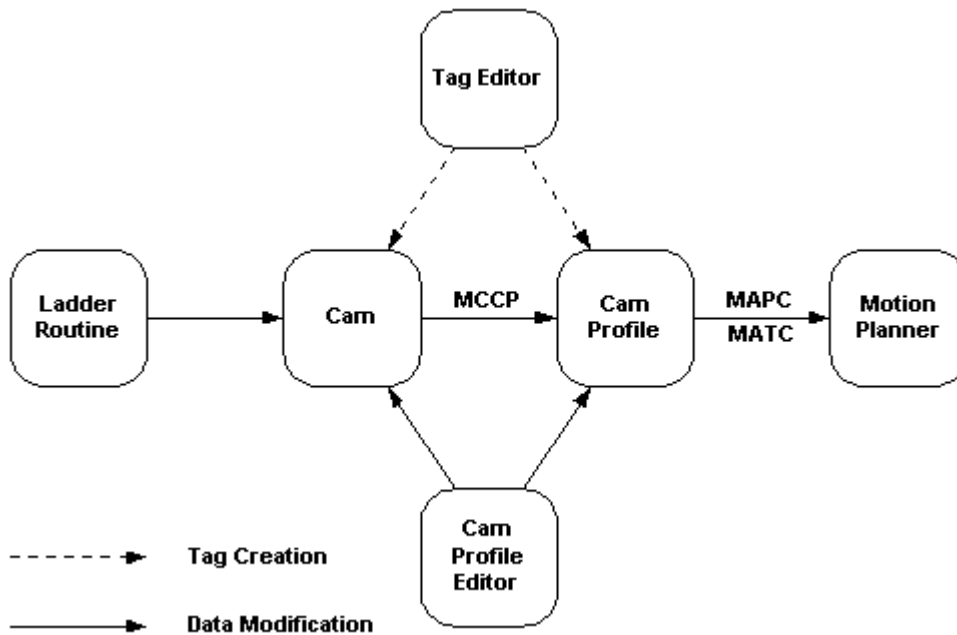 Tag Editor
Ladder
Routine
Cam
MCCP
Cam
Profile
MAPC
MATC
Motion
Planner
Cam
Profile
Editor
Tag Creation
Data Modification